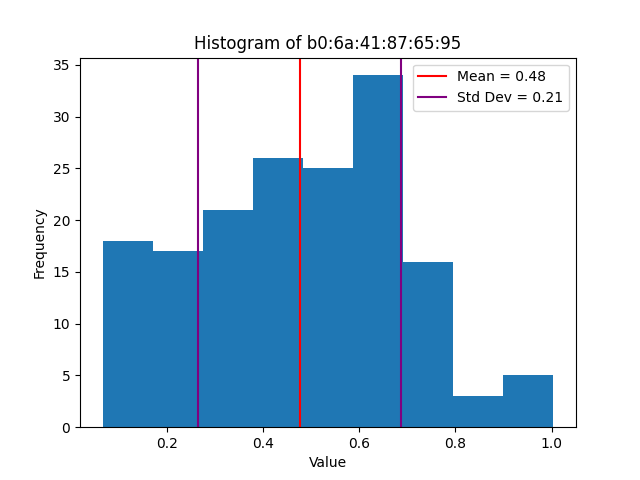 Histogram of b0:6a:41:87:65:95
Mean = 0.48
Std Dev = 0.21
35
30
25
20
15
10
5
0
Frequency
0.2 0.4 0.6 0.8 1.0
Value